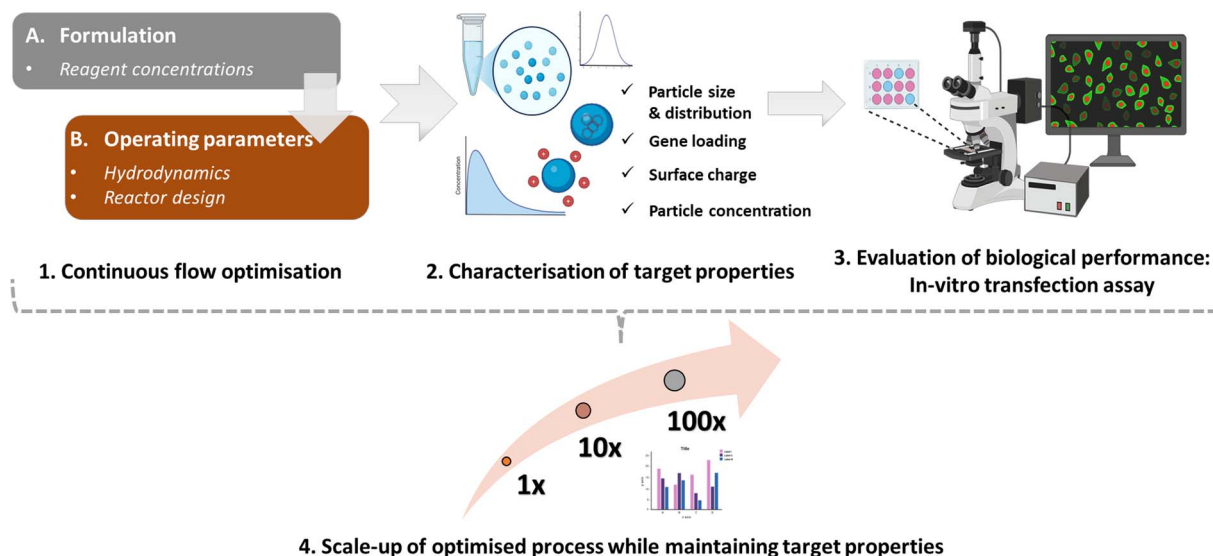 A. Formulation
• Reagent concentrations
B. Operating parameters
• Hydrodynamics
• Reactor design
Concentration
✓ Particle size
& distribution
✓ Gene loading
✓ Surface charge
✓ Particle concentration
1. Continuous flow optimisation
2. Characterisation of target properties
3. Evaluation of biological performance:
In-vitro transfection assay
1x
10x
100x
Title
4. Scale-up of optimised process while maintaining target properties